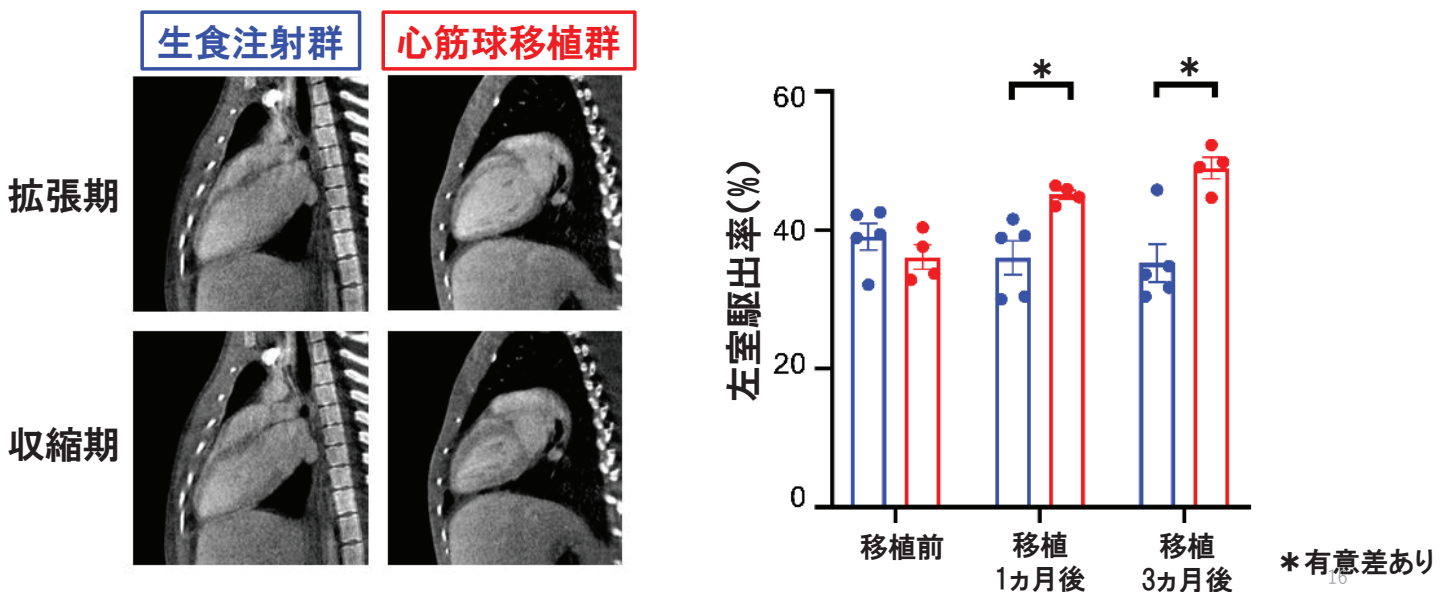 生食注射群
心筋球移植群
拡張期
収縮期
左室駆出率(%)
60
40
20
0
*
*
移植前
移植
1ヵ月後
移植
3ヵ月後
*有意差あり
16